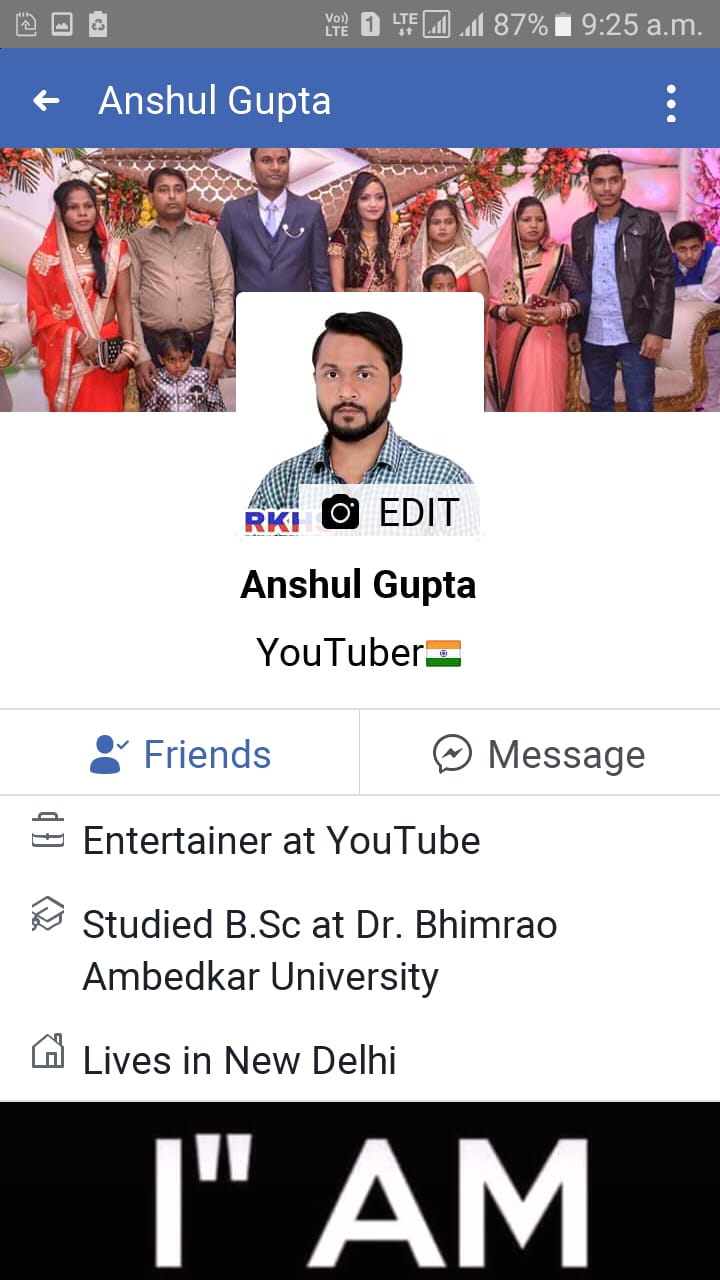 Vo) LTE 1 LTE 87% 9:25 a.m.
Anshul Gupta
RKHS
EDIT
Anshul Gupta
YouTuber🇮🇳
Friends
Message
Entertainer at YouTube
Studied B.Sc at Dr. Bhimrao
Ambedkar University
Lives in New Delhi
I" AM